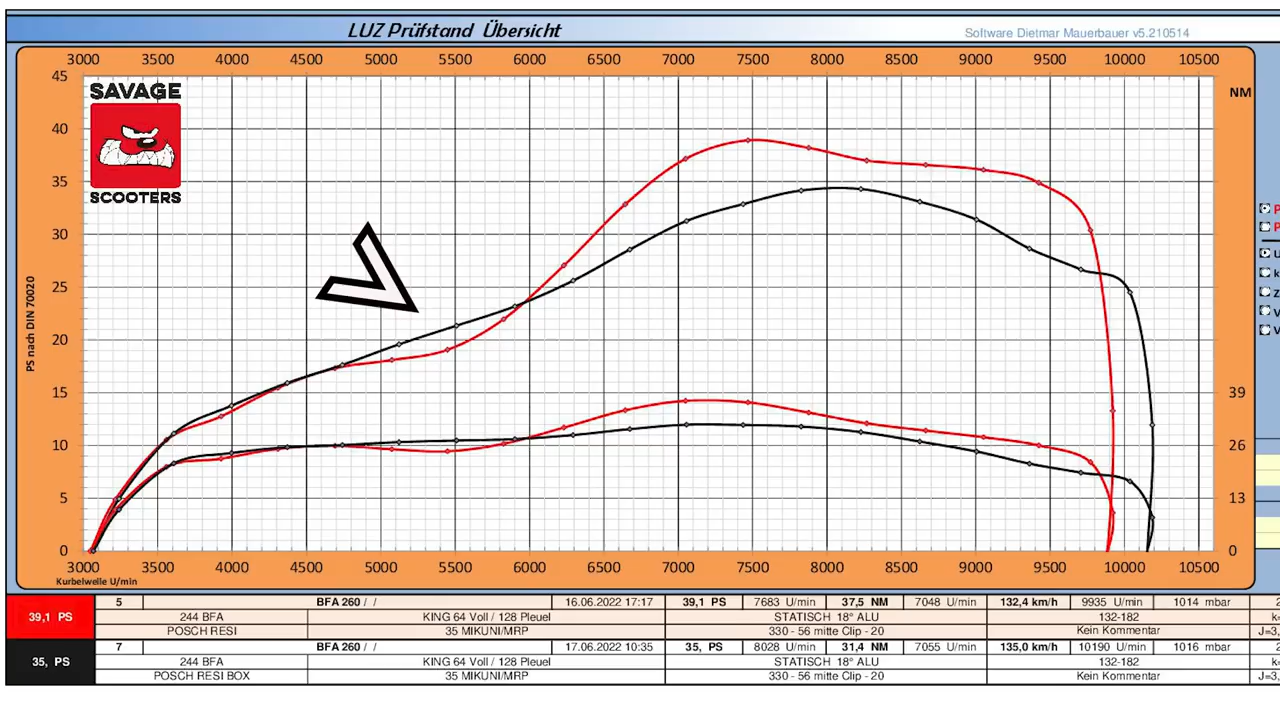 LUZ Prüfstand Übersicht
Software Dietmar Mauerbauer v5.210514
3000 3500 4000 4500 5000 5500 6000 6500 7000 7500 8000 8500 9000 9500 10000 10500
45
SAVAGE
NM
40
SCOOTERS
35
30
25
20
15 39
10 26
5 13
0 0
PS nach DIN 70020
P
P
U
k
Z
V
V
3000 3500 4000 4500 5000 5500 6000 6500 7000 7500 8000 8500 9000 9500 10000 10500
Kurbelwelle U/min
39,1 PS
5 BFA 260 / / 16.06.2022 17:17 39,1 PS 7683 U/min 37,5 NM 7048 U/min 132,4 km/h 9935 U/min 1014 mbar 2
244 BFA KING 64 Voll / 128 Pleuel STATISCH 18° ALU 132-182 k=
POSCH RESI 35 MIKUNI/MRP 330 - 56 mitte Clip - 20 Kein Kommentar J=3,
35, PS
7 BFA 260 / / 17.06.2022 10:35 35, PS 8028 U/min 31,4 NM 7055 U/min 135,0 km/h 10190 U/min 1016 mbar 2
244 BFA KING 64 Voll / 128 Pleuel STATISCH 18° ALU 132-182 k=
POSCH RESI BOX 35 MIKUNI/MRP 330 - 56 mitte Clip - 20 Kein Kommentar J=3,